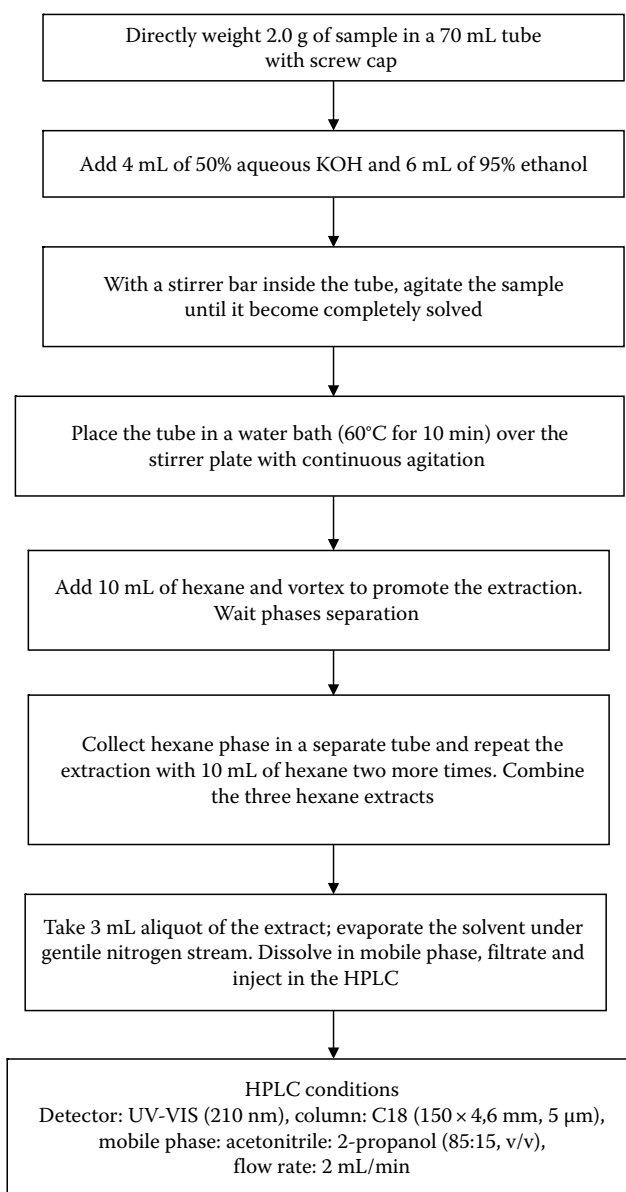 Directly weight 2.0 g of sample in a 70 mL tube
with screw cap
Add 4 mL of 50% aqueous KOH and 6 mL of 95% ethanol
With a stirrer bar inside the tube, agitate the sample
until it become completely solved
Place the tube in a water bath (60°C for 10 min) over the
stirrer plate with continuous agitation
Add 10 mL of hexane and vortex to promote the extraction.
Wait phases separation
Collect hexane phase in a separate tube and repeat the
extraction with 10 mL of hexane two more times. Combine
the three hexane extracts
Take 3 mL aliquot of the extract; evaporate the solvent under
gentile nitrogen stream. Dissolve in mobile phase, filtrate and
inject in the HPLC
HPLC conditions
Detector: UV-VIS (210 nm), column: C18 (150 × 4,6 mm, 5 μm),
mobile phase: acetonitrile: 2-propanol (85:15, v/v),
flow rate: 2 mL/min